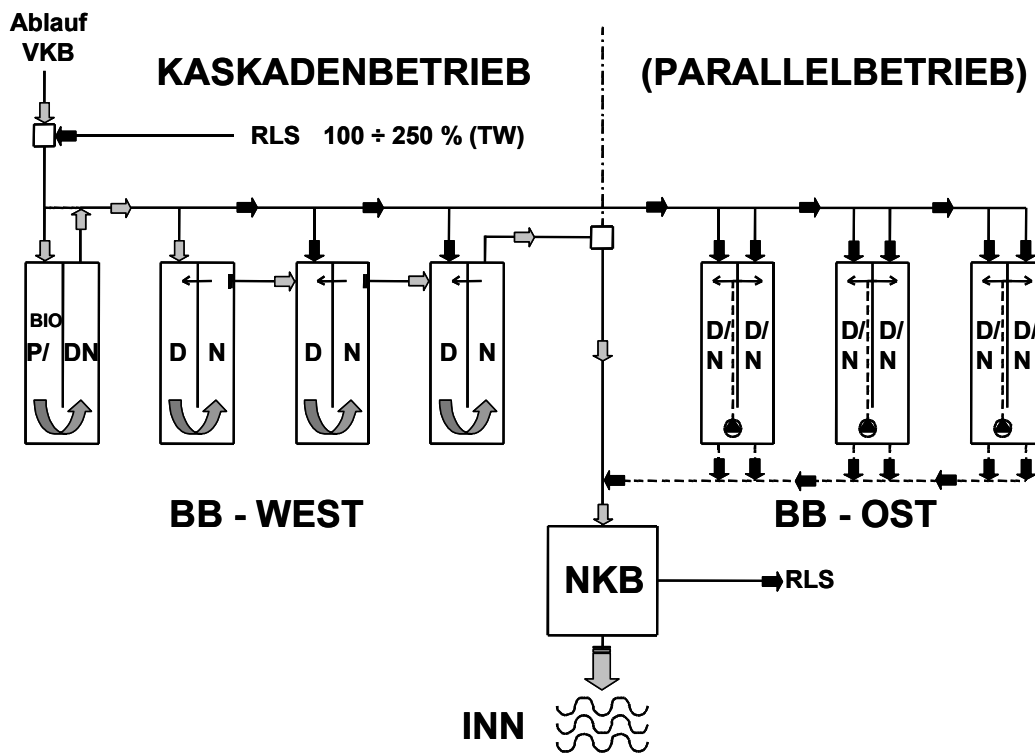 Ablauf
VKB
KASKADENBETRIEB
(PARALLELBETRIEB)
RLS 100 ÷ 250 % (TW)
BIO
P/ DN
D N
D N
D N
D/ D/
N N
D/ D/
N N
D/ D/
N N
BB - WEST
BB - OST
NKB
RLS
INN